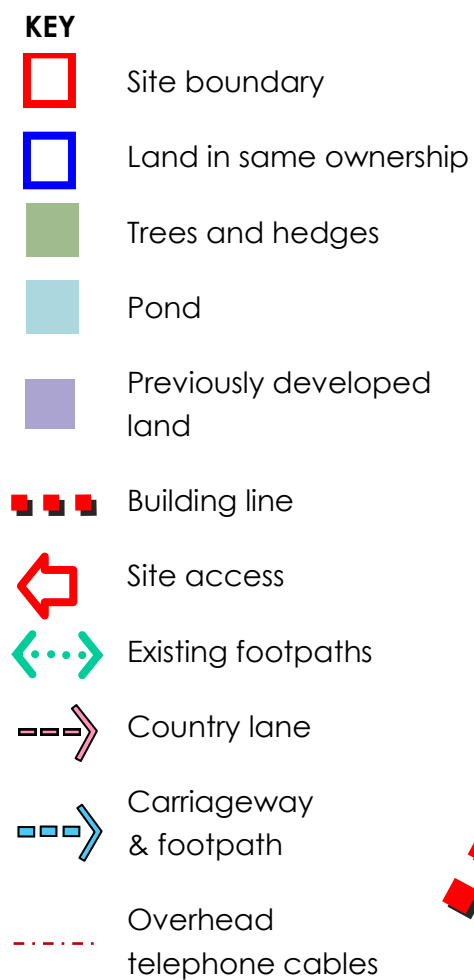 KEY
Site boundary
Land in same ownership
Trees and hedges
Pond
Previously developed
land
Building line
Site access
Existing footpaths
Country lane
Carriageway
& footpath
Overhead
telephone cables